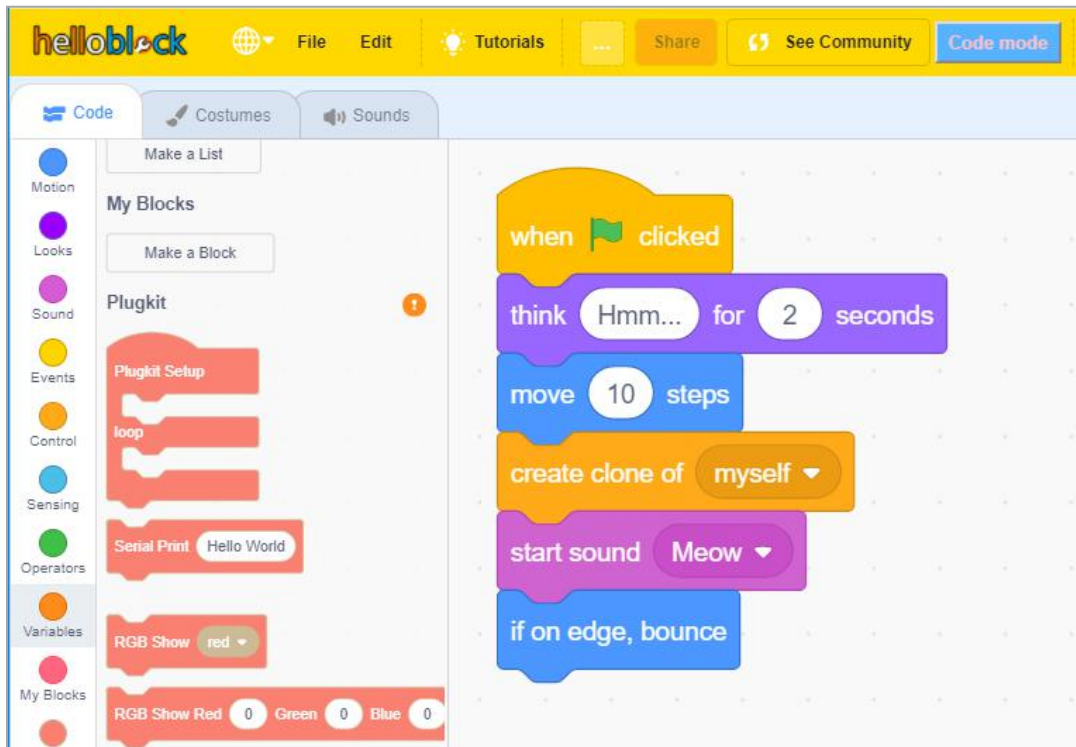 helloblock File Edit Tutorials ... Share See Community Code mode
Code Costumes Sounds
Motion
Looks
Sound
Events
Control
Sensing
Operators
Variables
My Blocks
Make a List
My Blocks
Make a Block
Plugkit
Plugkit Setup
loop
Serial Print Hello World
RGB Show red
RGB Show Red 0 Green 0 Blue 0
when clicked
think Hmm... for 2 seconds
move 10 steps
create clone of myself
start sound Meow
if on edge, bounce